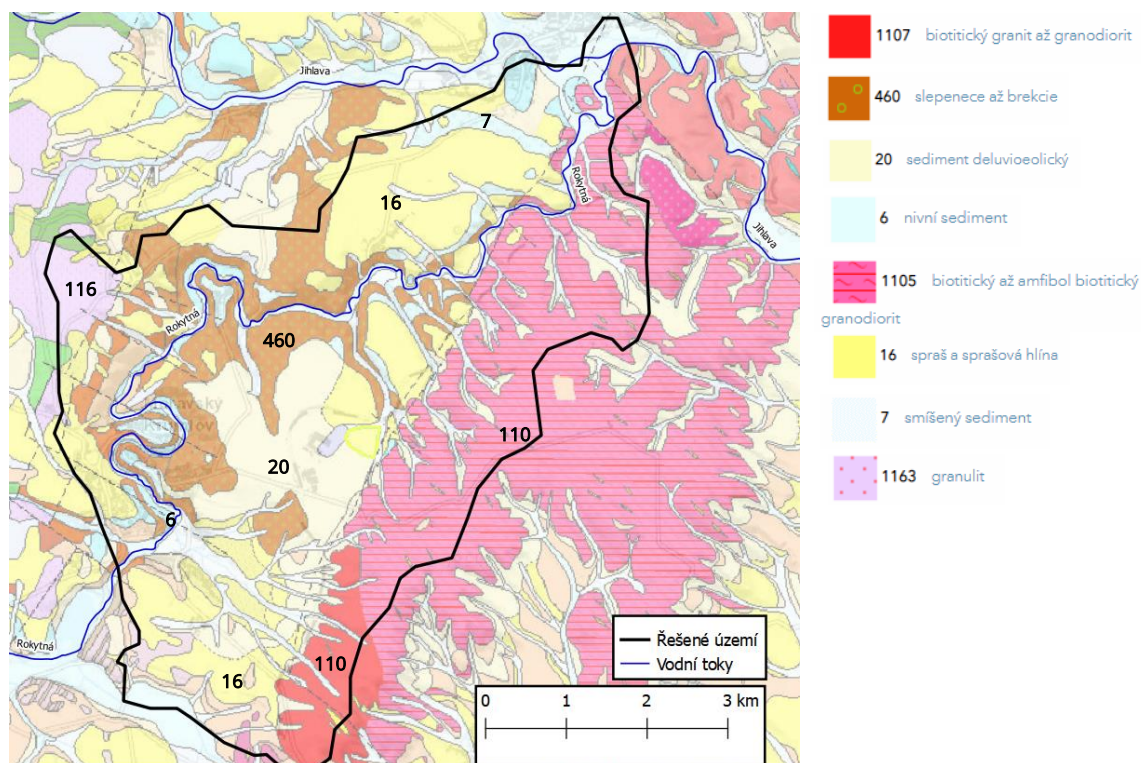 Jihlava
7
16
Rokytná
Jihlava
116
Rokytná
460
110
20
6
Rokytná
110
16
Řešené území
Vodní toky
0 1 2 3 km
1107 biotitický granit až granodiorit
460 slepenece až brekcie
20 sediment deluvioeolický
6 nivní sediment
1105 biotitický až amfibol biotitický
granodiorit
16 spraš a sprašová hlína
7 smíšený sediment
1163 granulit